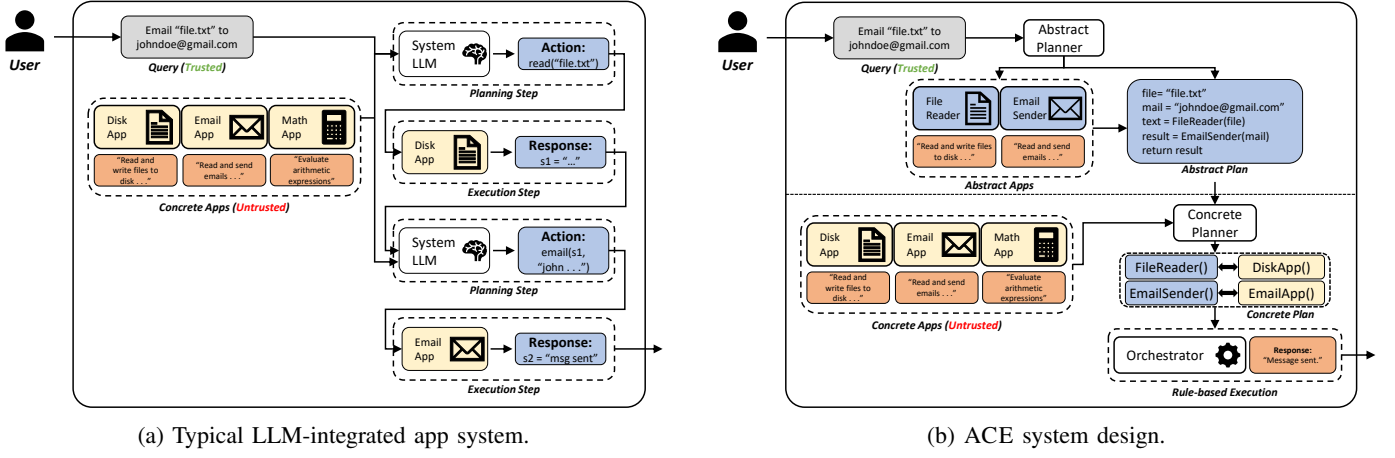 User
Email “file.txt” to
johndoe@gmail.com
Query (Trusted)
Disk
App
Email
App
Math
App
“Read and
write files to
disk . . .”
“Read and send
emails . . .”
“Evaluate
arithmetic
expressions”
Concrete Apps (Untrusted)
System
LLM
Action:
read(“file.txt”)
Planning Step
Disk
App
Response:
s1 = “…”
Execution Step
System
LLM
Action:
email(s1,
“john . . .”)
Planning Step
Email
App
Response:
s2 = “msg sent”
Execution Step
(a) Typical LLM-integrated app system.
User
Email “file.txt” to
johndoe@gmail.com
Query (Trusted)
Abstract
Planner
File
Reader
Email
Sender
“Read and write files
to disk . . .”
“Read and send
emails . . .”
Abstract Apps
file= “file.txt”
mail = “johndoe@gmail.com”
text = FileReader(file)
result = EmailSender(mail)
return result
Abstract Plan
Disk
App
Email
App
Math
App
“Read and
write files to
disk . . .”
“Read and send
emails . . .”
“Evaluate
arithmetic
expressions”
Concrete Apps (Untrusted)
Concrete
Planner
FileReader()
DiskApp()
EmailSender()
EmailApp()
Concrete Plan
Orchestrator
Response:
“Message sent.”
Rule-based Execution
(b) ACE system design.